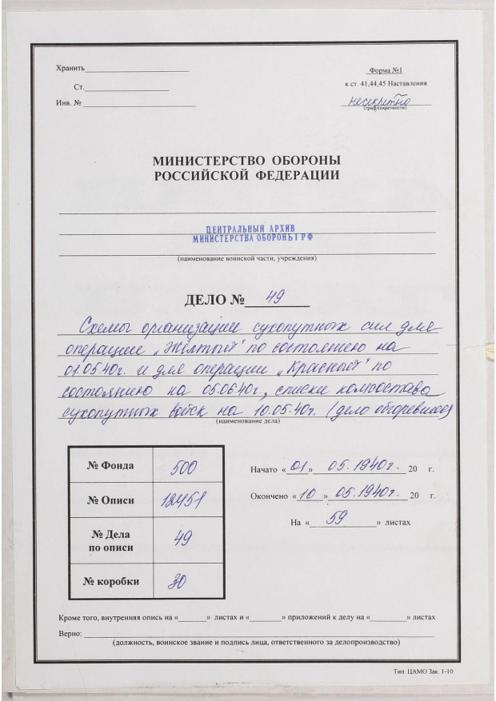 Хранить
Форма №1
Ст.
к ст. 41,44,45 Наставления
Инв. №
несекретно
(гриф секретности)
МИНИСТЕРСТВО ОБОРОНЫ
РОССИЙСКОЙ ФЕДЕРАЦИИ
ЦЕНТРАЛЬНЫЙ АРХИВ
МИНИСТЕРСТВА ОБОРОНЫ РФ
(наименование воинской части, учреждения)
ДЕЛО № 49
Схемы организации сухопутных сил для
операции „Желтый" по состоянию на
01.05.40г. и для операции „Красный" по
состоянию на 05.06.40г., списки комсостава
сухопутных войск на 10.05.40г. (дело обгоревшее)
(наименование дела)
№ Фонда 500
№ Описи 12451
№ Дела
по описи 49
№ коробки 30
Начато « 01 » 05.1940г. 20 г.
Окончено « 10 » 05.1940г. 20 г.
На « 59 » листах
Кроме того, внутренняя опись на « » листах и « » приложений к делу на « » листах
Верно:
(должность, воинское звание и подпись лица, ответственного за делопроизводство)
Тип. ЦАМО Зак. 1-10